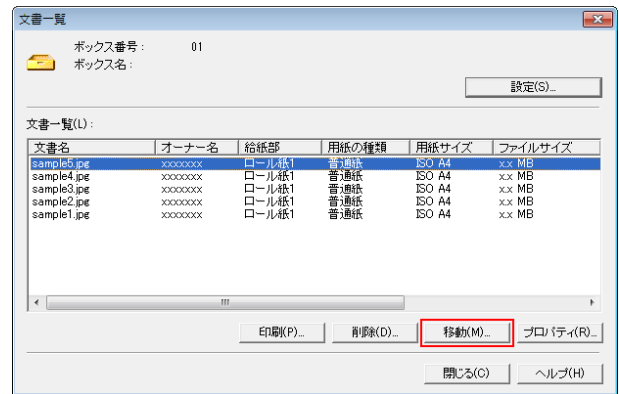 文書一覧
ボックス番号： 01
ボックス名：
設定(S)...
文書一覧(L)：
文書名 オーナー名 給紙部 用紙の種類 用紙サイズ ファイルサイズ
sample5.jpg xxxxxxx ロール紙1 普通紙 ISO A4 x.x MB
sample4.jpg xxxxxxx ロール紙1 普通紙 ISO A4 x.x MB
sample3.jpg xxxxxxx ロール紙1 普通紙 ISO A4 x.x MB
sample2.jpg xxxxxxx ロール紙1 普通紙 ISO A4 x.x MB
sample1.jpg xxxxxxx ロール紙1 普通紙 ISO A4 x.x MB
印刷(P)... 削除(D)... 移動(M)... プロパティ(R)...
閉じる(C) ヘルプ(H)